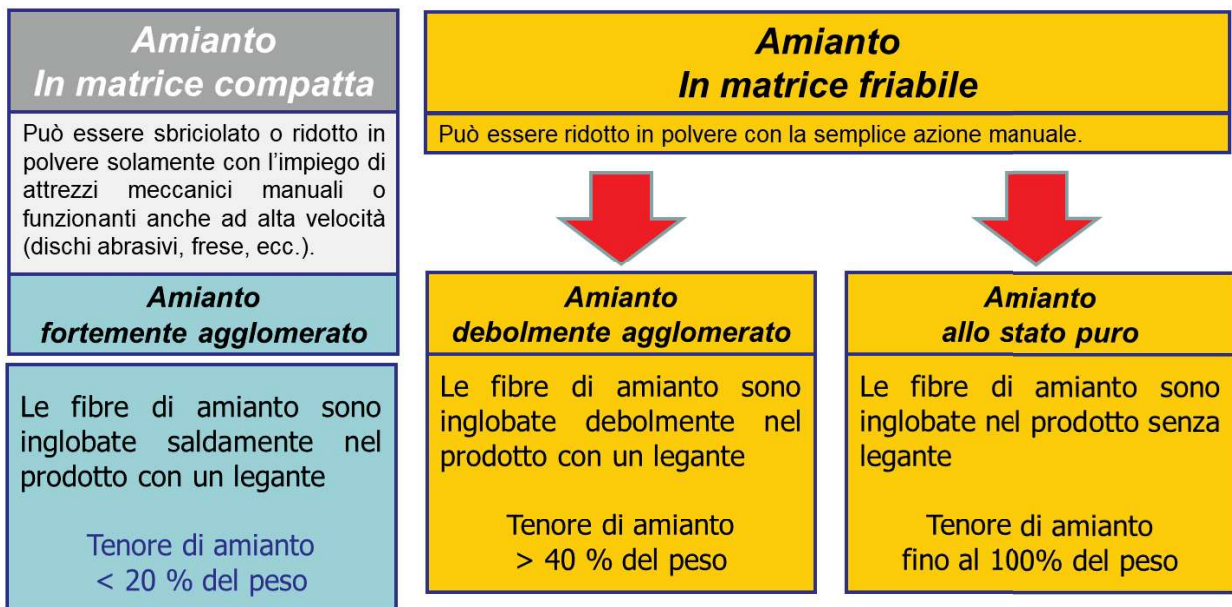 Amianto
In matrice compatta
Può essere sbriciolato o ridotto in
polvere solamente con l'impiego di
attrezzi meccanici manuali o
funzionanti anche ad alta velocità
(dischi abrasivi, frese, ecc.).
Amianto
fortemente agglomerato
Le fibre di amianto sono
inglobate saldamente nel
prodotto con un legante
Tenore di amianto
< 20 % del peso
Amianto
In matrice friabile
Può essere ridotto in polvere con la semplice azione manuale.
Amianto
debolmente agglomerato
Le fibre di amianto sono
inglobate debolmente nel
prodotto con un legante
Tenore di amianto
> 40 % del peso
Amianto
allo stato puro
Le fibre di amianto sono
inglobate nel prodotto senza
legante
Tenore di amianto
fino al 100% del peso